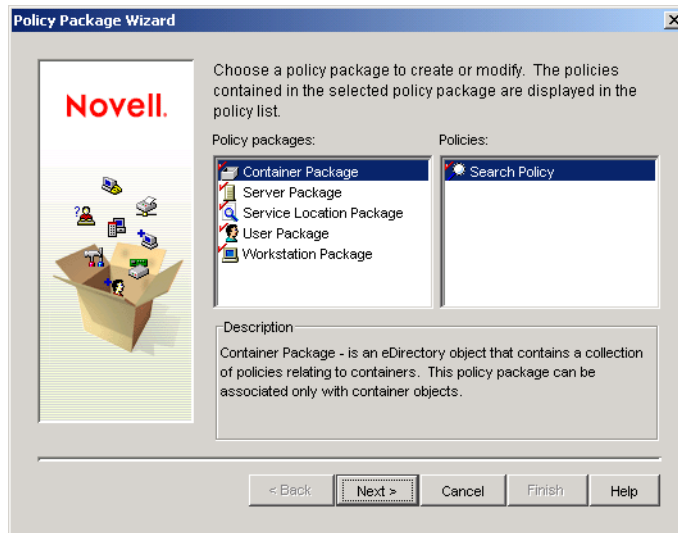 Policy Package Wizard
Novell.
Choose a policy package to create or modify. The policies
contained in the selected policy package are displayed in the
policy list.
Policy packages:
Policies:
Container Package
Server Package
Service Location Package
User Package
Workstation Package
Search Policy
Description
Container Package - is an eDirectory object that contains a collection
of policies relating to containers. This policy package can be
associated only with container objects.
< Back
Next >
Cancel
Finish
Help